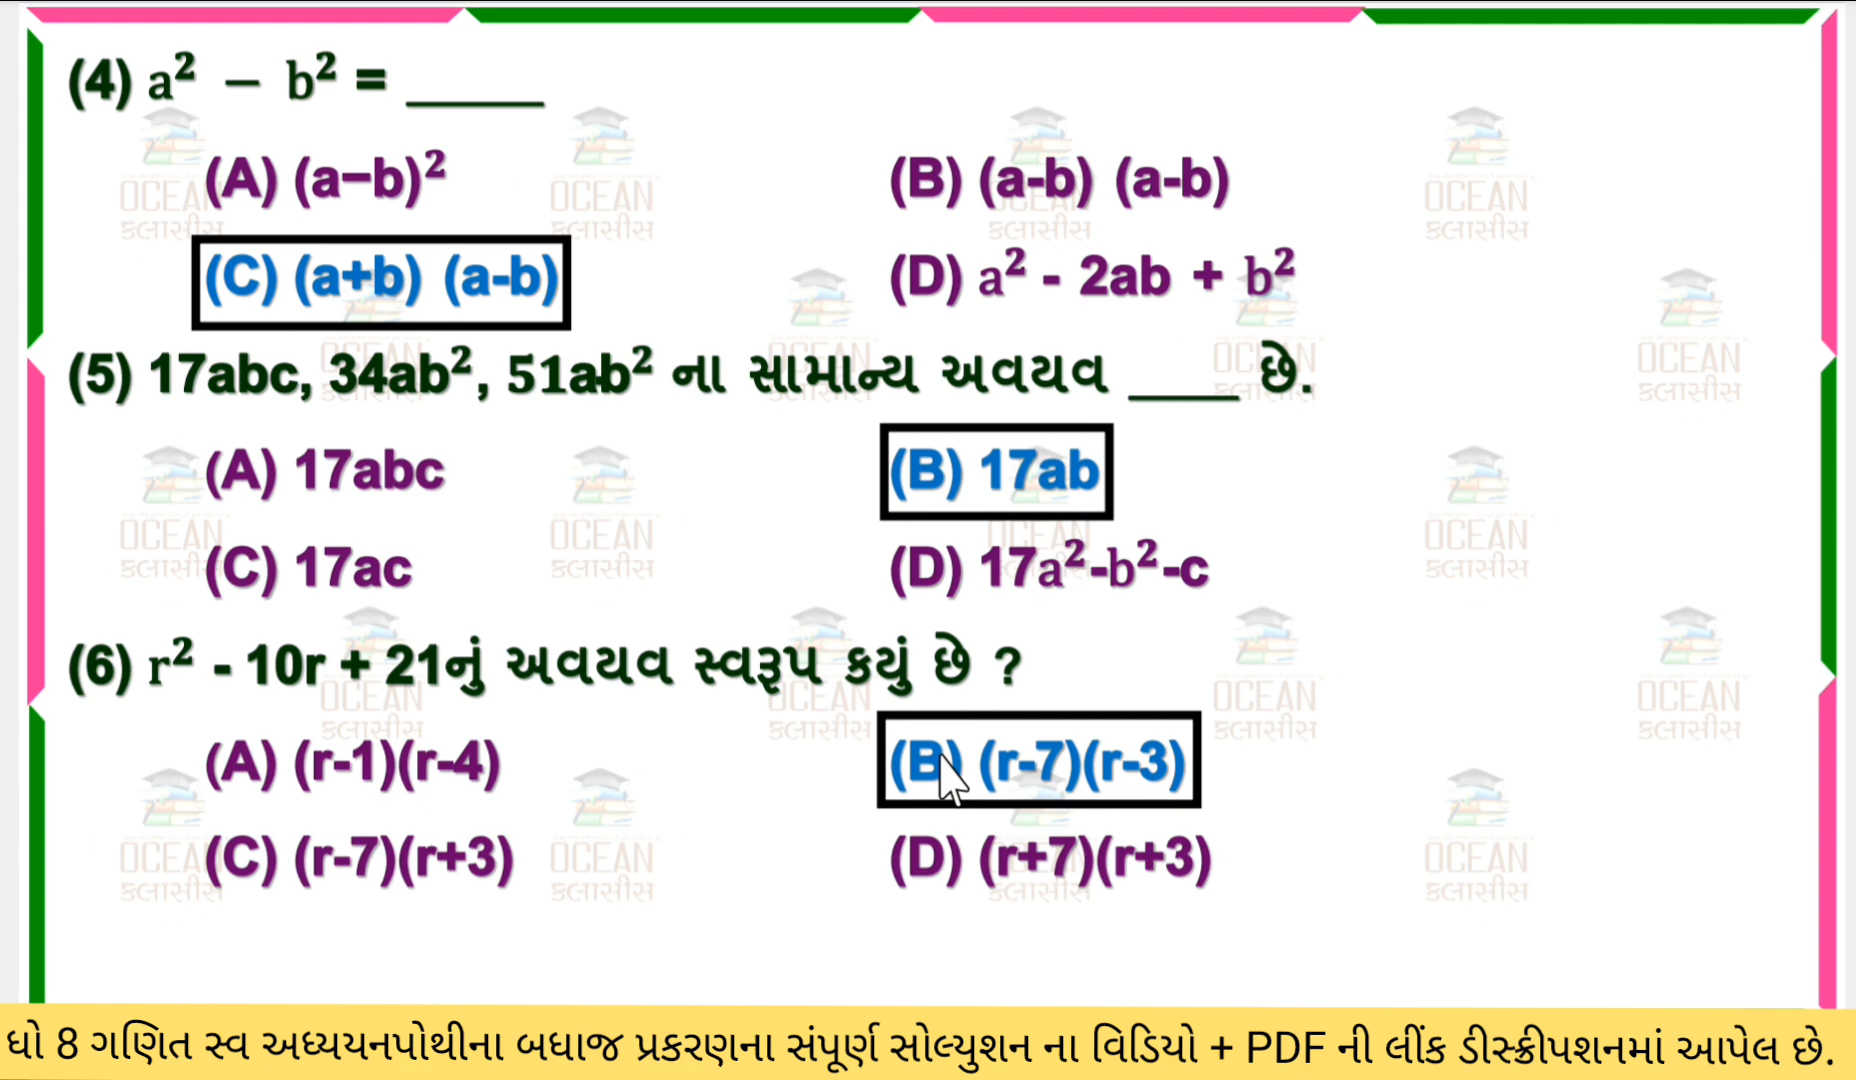 (4) a² − b² = _____
(A) (a−b)² (B) (a-b) (a-b)
(C) (a+b) (a-b) (D) a² - 2ab + b²
(5) 17abc, 34ab², 51ab² ના સામાન્ય અવયવ ____ છે.
(A) 17abc (B) 17ab
(C) 17ac (D) 17a²-b²-c
(6) r² - 10r + 21નું અવયવ સ્વરૂપ કયું છે ?
(A) (r-1)(r-4) (B) (r-7)(r-3)
(C) (r-7)(r+3) (D) (r+7)(r+3)
OCEAN
ક્લાસીસ
ધો 8 ગણિત સ્વ અધ્યયનપોથીના બધાજ પ્રકરણના સંપૂર્ણ સોલ્યુશન ના વિડિયો + PDF ની લીંક ડીસ્ક્રીપશનમાં આપેલ છે.